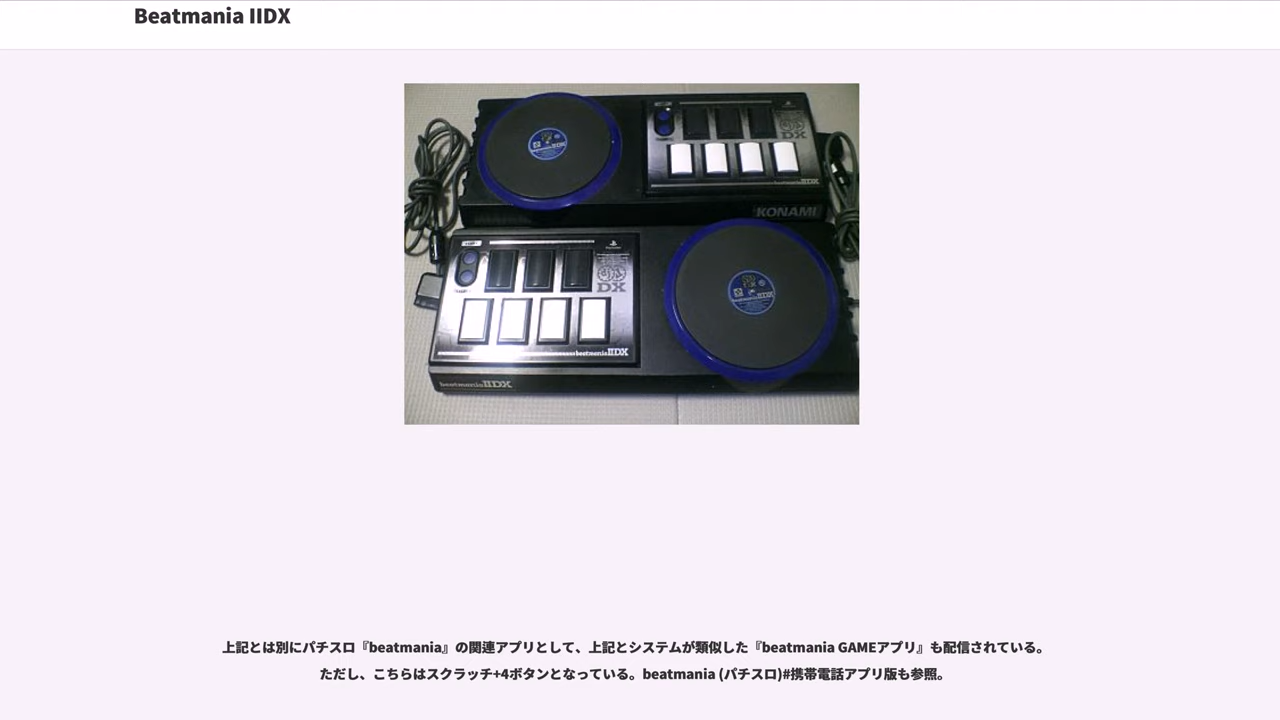 Beatmania IIDX
DX
beatmaniaIIDX
KONAMI
DX
beatmaniaIIDX
beatmaniaIIDX
上記とは別にパチスロ『beatmania』の関連アプリとして、上記とシステムが類似した『beatmania GAMEアプリ』も配信されている。
ただし、こちらはスクラッチ+4ボタンとなっている。beatmania (パチスロ)#携帯電話アプリ版も参照。